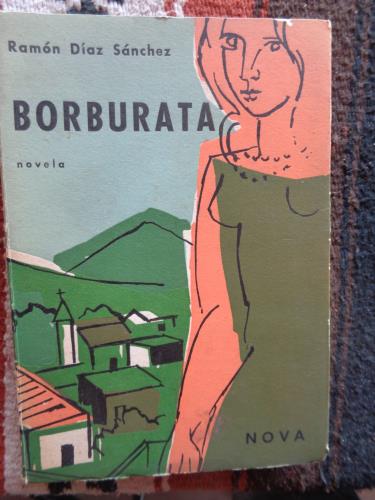 Ramón Díaz Sánchez
BORBURATA
novela
NOVA